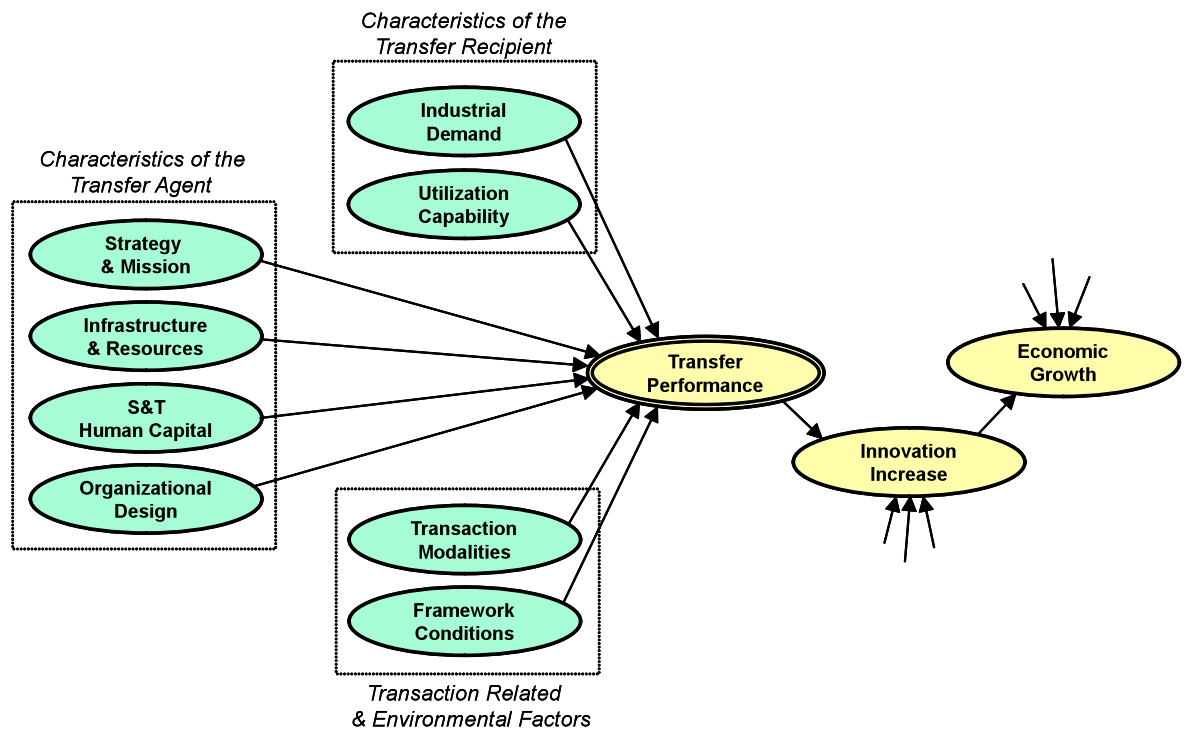 Characteristics of the
Transfer Recipient
Industrial
Demand
Utilization
Capability
Characteristics of the
Transfer Agent
Strategy
& Mission
Infrastructure
& Resources
S&T
Human Capital
Organizational
Design
Transfer
Performance
Economic
Growth
Innovation
Increase
Transaction
Modalities
Framework
Conditions
Transaction Related
& Environmental Factors